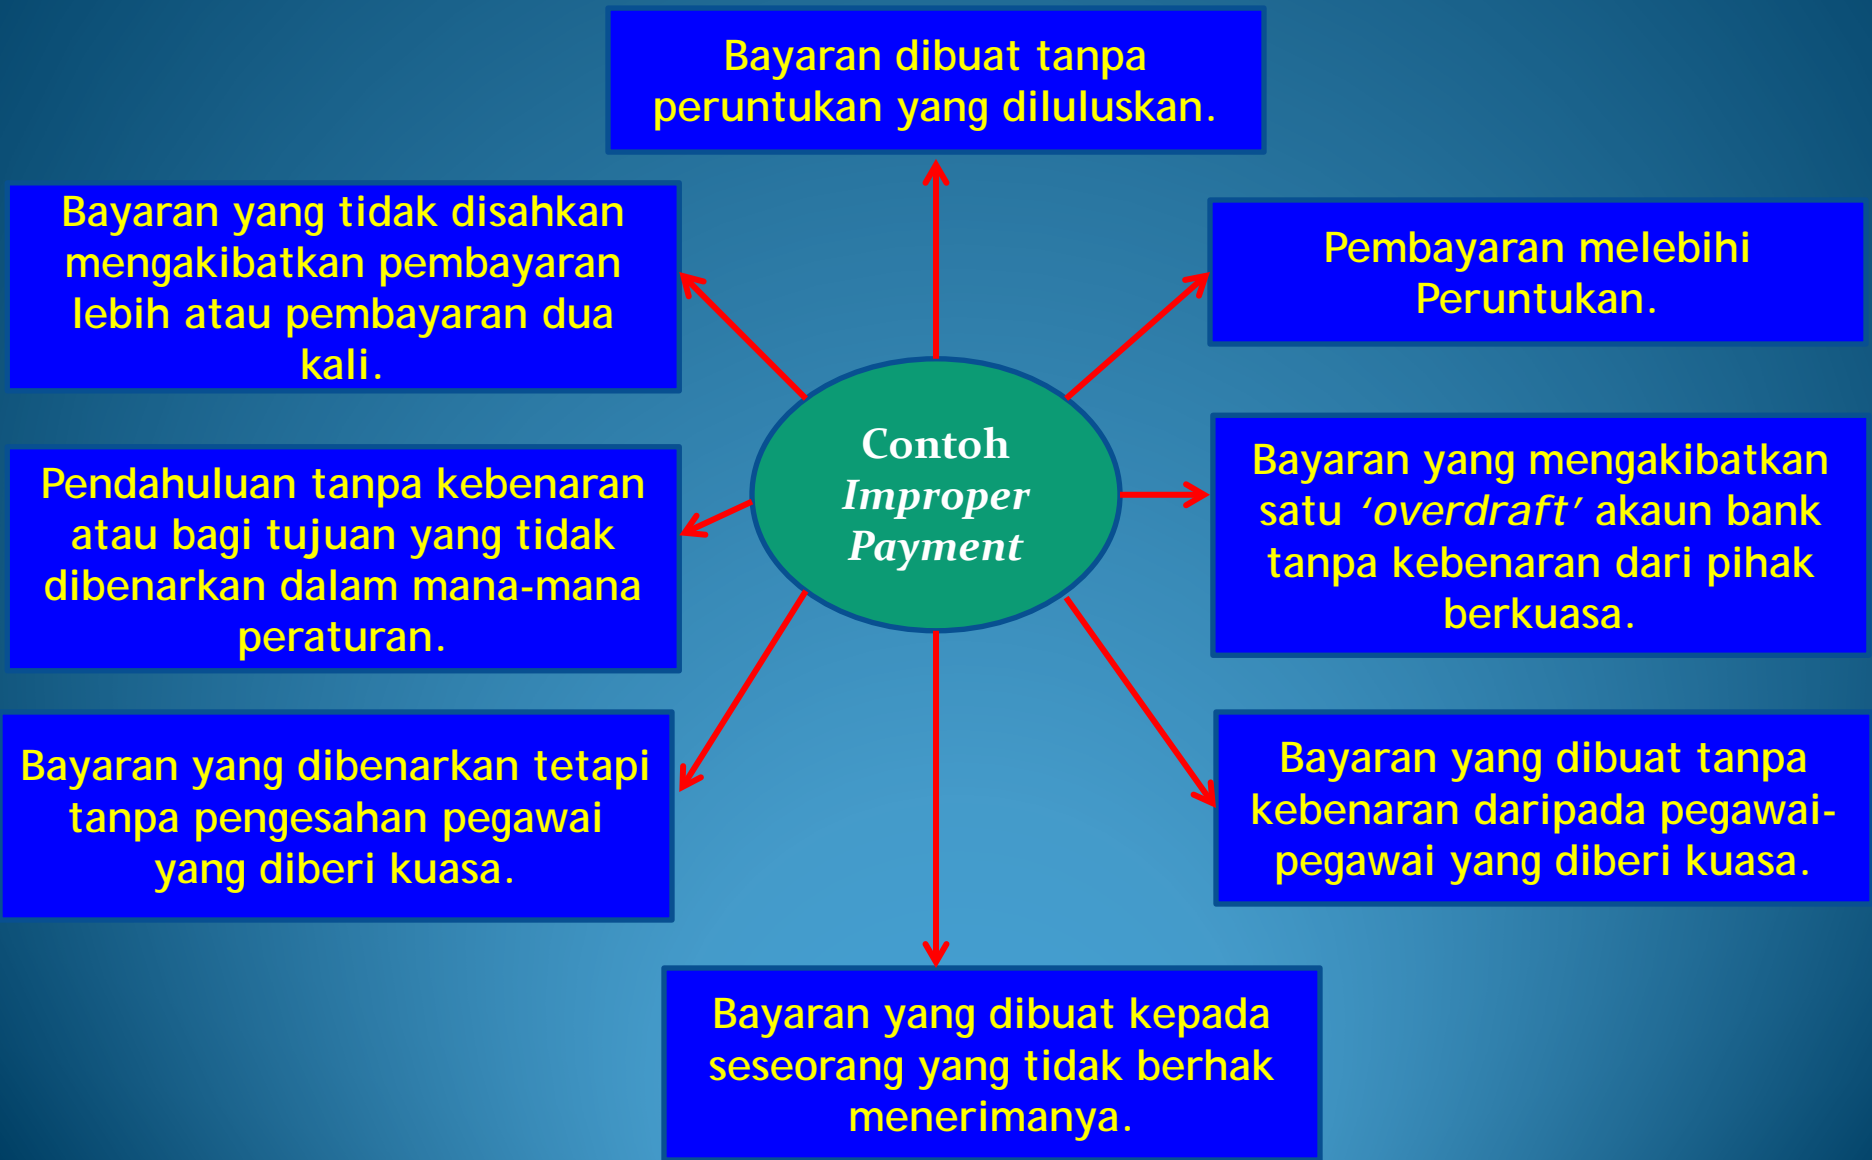 Bayaran dibuat tanpa
peruntukan yang diluluskan.
Bayaran yang tidak disahkan
mengakibatkan pembayaran
lebih atau pembayaran dua
kali.
Pembayaran melebihi
Peruntukan.
Contoh
Improper
Payment
Pendahuluan tanpa kebenaran
atau bagi tujuan yang tidak
dibenarkan dalam mana-mana
peraturan.
Bayaran yang mengakibatkan
satu ‘overdraft’ akaun bank
tanpa kebenaran dari pihak
berkuasa.
Bayaran yang dibenarkan tetapi
tanpa pengesahan pegawai
yang diberi kuasa.
Bayaran yang dibuat tanpa
kebenaran daripada pegawai-
pegawai yang diberi kuasa.
Bayaran yang dibuat kepada
seseorang yang tidak berhak
menerimanya.